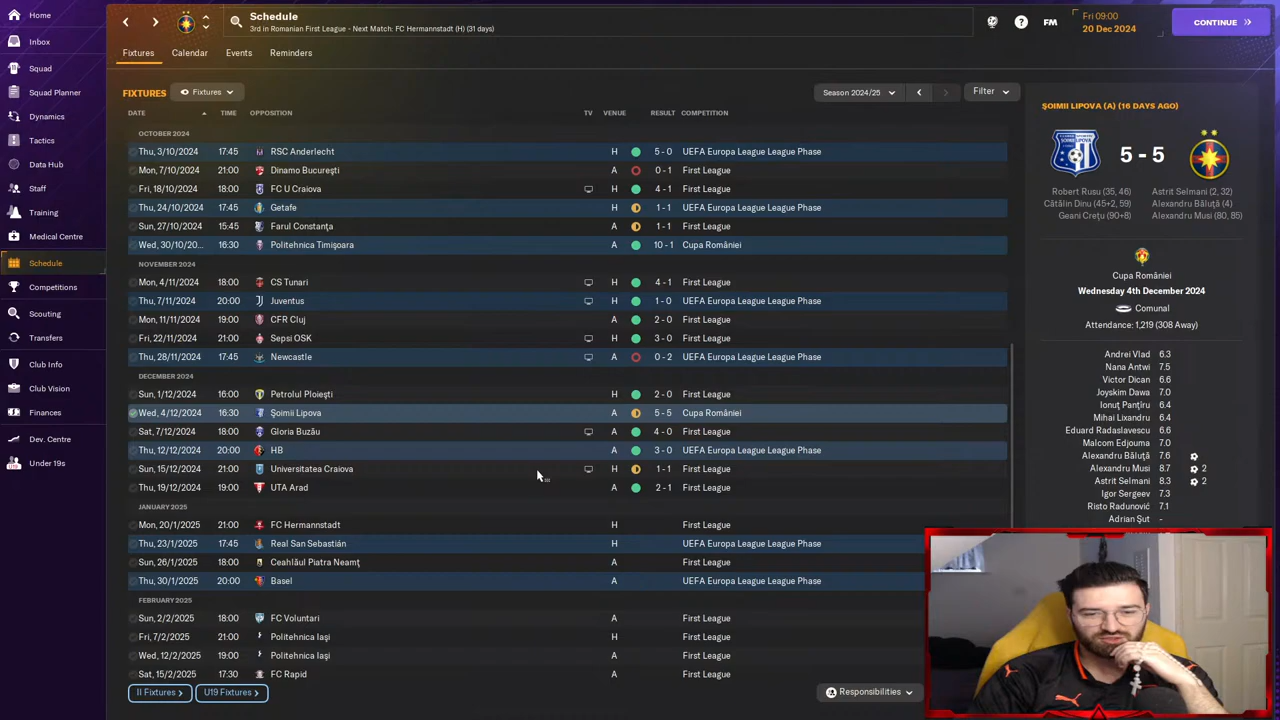 Home
Inbox
Squad
Squad Planner
Dynamics
Tactics
Data Hub
Staff
Training
Medical Centre
Schedule
Competitions
Scouting
Transfers
Club Info
Club Vision
Finances
Dev. Centre
Under 19s
Schedule
3rd in Romanian First League - Next Match: FC Hermannstadt (H) (31 days)
FM
Fri 09:00
20 Dec 2024
CONTINUE
Fixtures Calendar Events Reminders
FIXTURES Fixtures Season 2024/25 Filter
DATE TIME OPPOSITION TV VENUE RESULT COMPETITION
OCTOBER 2024
Thu, 3/10/2024 17:45 RSC Anderlecht H 5 - 0 UEFA Europa League League Phase
Mon, 7/10/2024 21:00 Dinamo București A 0 - 1 First League
Fri, 18/10/2024 18:00 FC U Craiova H 4 - 1 First League
Thu, 24/10/2024 17:45 Getafe H 1 - 1 UEFA Europa League League Phase
Sun, 27/10/2024 15:45 Farul Constanța A 1 - 1 First League
Wed, 30/10/20... 16:30 Politehnica Timișoara A 10 - 1 Cupa României
NOVEMBER 2024
Mon, 4/11/2024 18:00 CS Tunari H 4 - 1 First League
Thu, 7/11/2024 20:00 Juventus H 1 - 0 UEFA Europa League League Phase
Mon, 11/11/2024 19:00 CFR Cluj A 2 - 0 First League
Fri, 22/11/2024 21:00 Sepsi OSK H 3 - 0 First League
Thu, 28/11/2024 17:45 Newcastle A 0 - 2 UEFA Europa League League Phase
DECEMBER 2024
Sun, 1/12/2024 16:00 Petrolul Ploiești H 2 - 0 First League
Wed, 4/12/2024 16:30 Șoimii Lipova A 5 - 5 Cupa României
Sat, 7/12/2024 18:00 Gloria Buzău A 4 - 0 First League
Thu, 12/12/2024 20:00 HB A 3 - 0 UEFA Europa League League Phase
Sun, 15/12/2024 21:00 Universitatea Craiova H 1 - 1 First League
Thu, 19/12/2024 19:00 UTA Arad A 2 - 1 First League
JANUARY 2025
Mon, 20/1/2025 21:00 FC Hermannstadt H First League
Thu, 23/1/2025 17:45 Real San Sebastián H UEFA Europa League League Phase
Sun, 26/1/2025 18:00 Ceahlăul Piatra Neamț A First League
Thu, 30/1/2025 20:00 Basel A UEFA Europa League League Phase
FEBRUARY 2025
Sun, 2/2/2025 18:00 FC Voluntari A First League
Fri, 7/2/2025 21:00 Politehnica Iași H First League
Wed, 12/2/2025 19:00 Politehnica Iași A First League
Sat, 15/2/2025 17:30 FC Rapid A First League
II Fixtures U19 Fixtures Responsibilities
ȘOIMII LIPOVA (A) (16 DAYS AGO)
5 - 5
Robert Rusu (35, 46) Astrit Selmani (2, 32)
Cătălin Dinu (45+2, 59) Alexandru Băluță (4)
Geani Crețu (90+8) Alexandru Musi (80, 85)
Cupa României
Wednesday 4th December 2024
Comunal
Attendance: 1,219 (308 Away)
Andrei Vlad 6.3
Nana Antwi 7.5
Victor Dican 6.6
Joyskim Dawa 7.0
Ionuț Panțîru 6.4
Mihai Lixandru 6.4
Eduard Radaslavescu 6.6
Malcom Edjouma 7.0
Alexandru Băluță 7.6
Alexandru Musi 8.7 2
Astrit Selmani 8.3 2
Igor Sergeev 7.3
Risto Radunović 7.1
Adrian Șut -